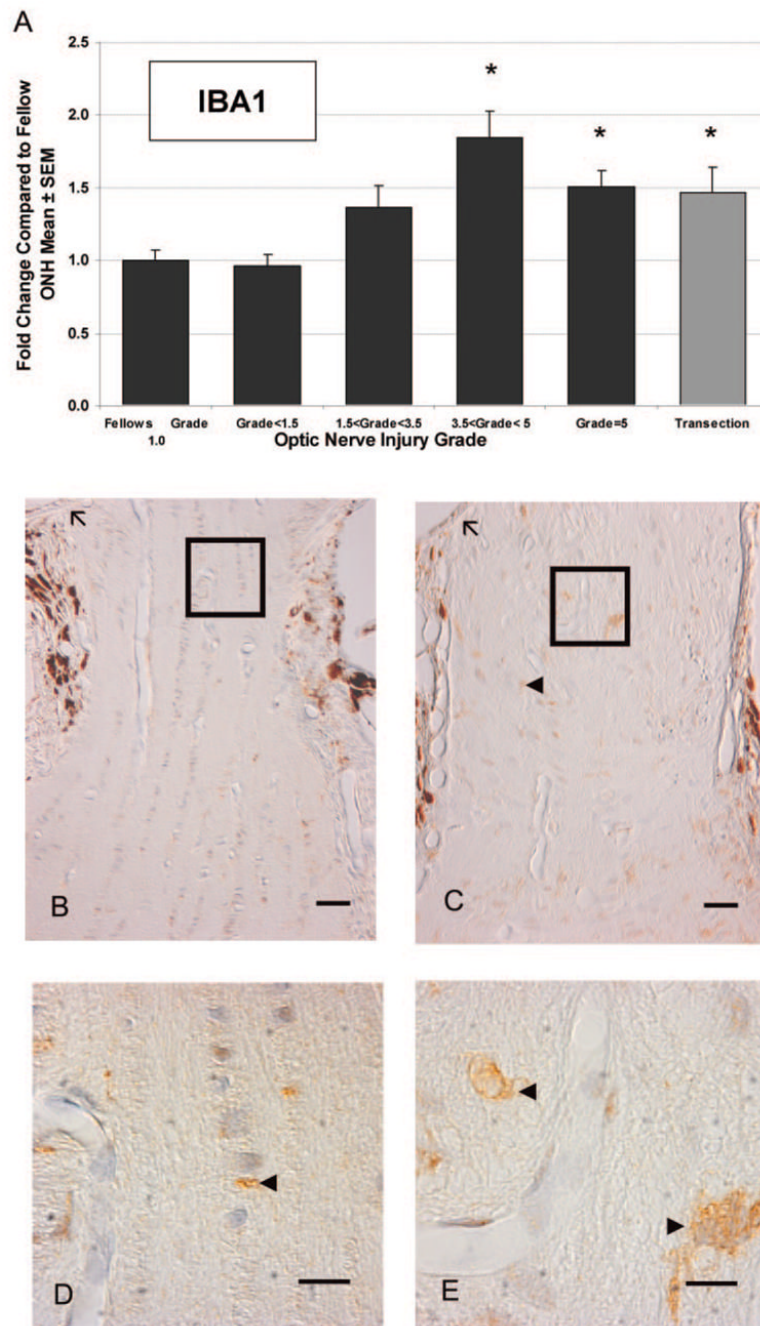 A
2.5
2.0
1.5
1.0
0.5
0.0
IBA1
*
*
*
Fold Change Compared to Fellow
ONH Mean ± SEM
Fellows Grade
1.0
Grade<1.5
1.5<Grade<3.5
3.5<Grade< 5
Grade=5
Transection
Optic Nerve Injury Grade
B
C
D
E